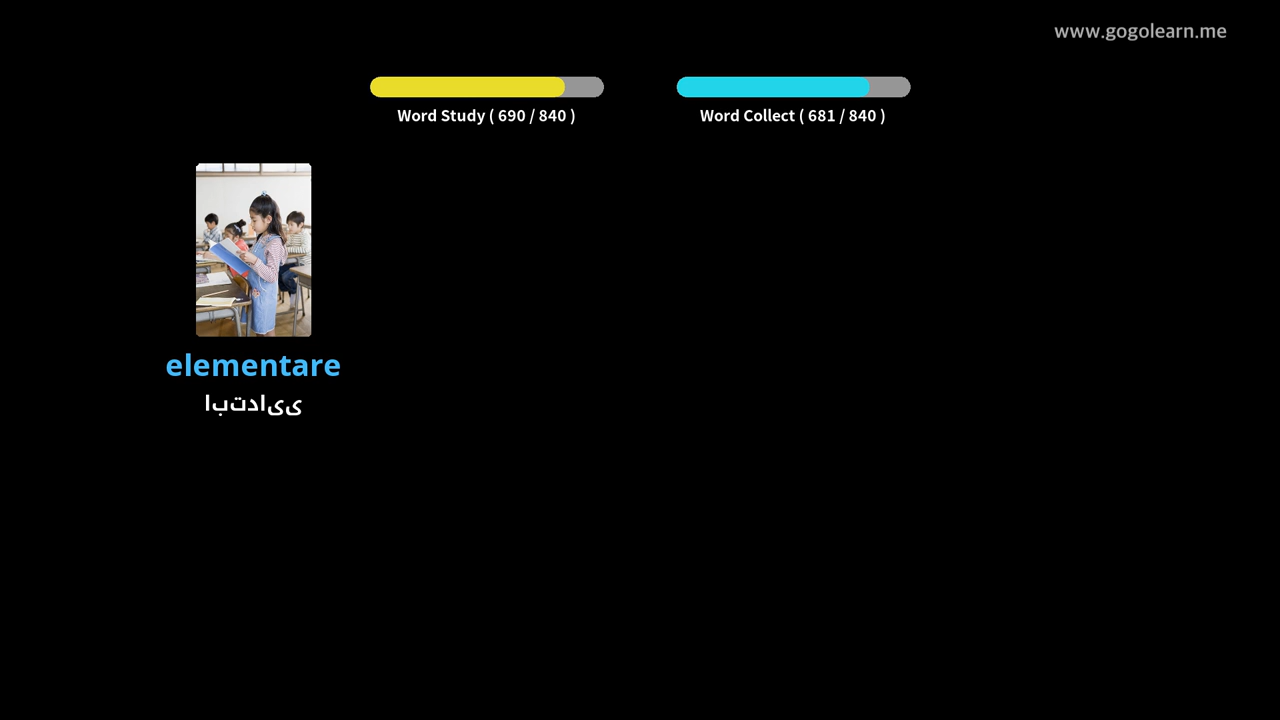 www.gogolearn.me
Word Study ( 690 / 840 )
Word Collect ( 681 / 840 )
elementare
ابتدایی